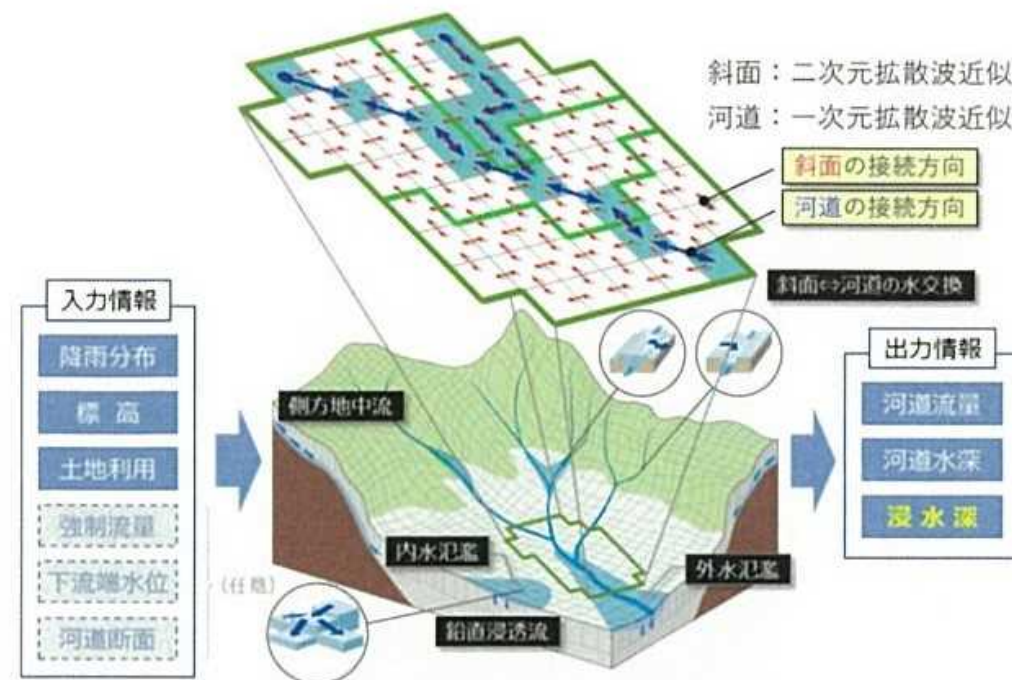 斜面：二次元拡散波近似
河道：一次元拡散波近似
斜面の接続方向
河道の接続方向
斜面⇔河道の水交換
入力情報
降雨分布
標高
土地利用
強制流量
下流端水位
河道断面
(任意)
側方地中流
内水氾濫
鉛直浸透流
外水氾濫
出力情報
河道流量
河道水深
浸水深